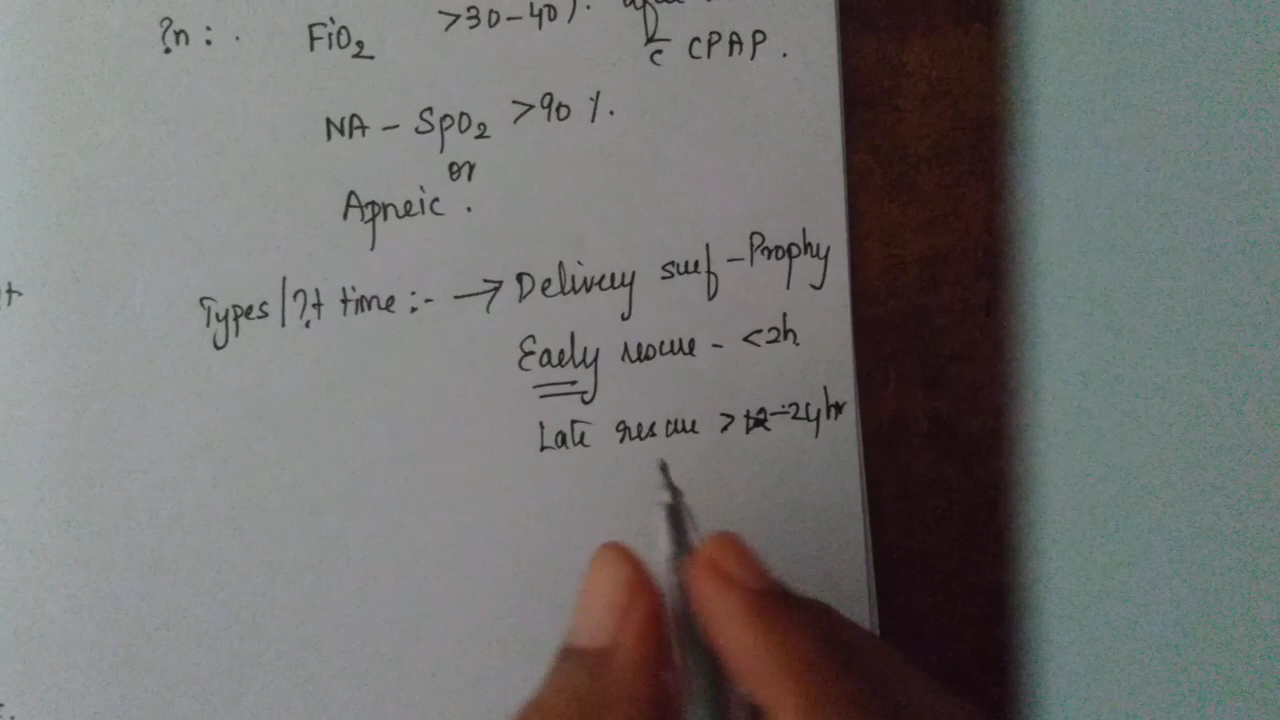 ?n : . FiO2 >30-40%.
c CPAP .
NA - SpO2 >90 %.
or
Apneic .
Types / ?t time :- → Delivery surf - Prophy
Early rescue - <2h
Late rescue > 12-24hr